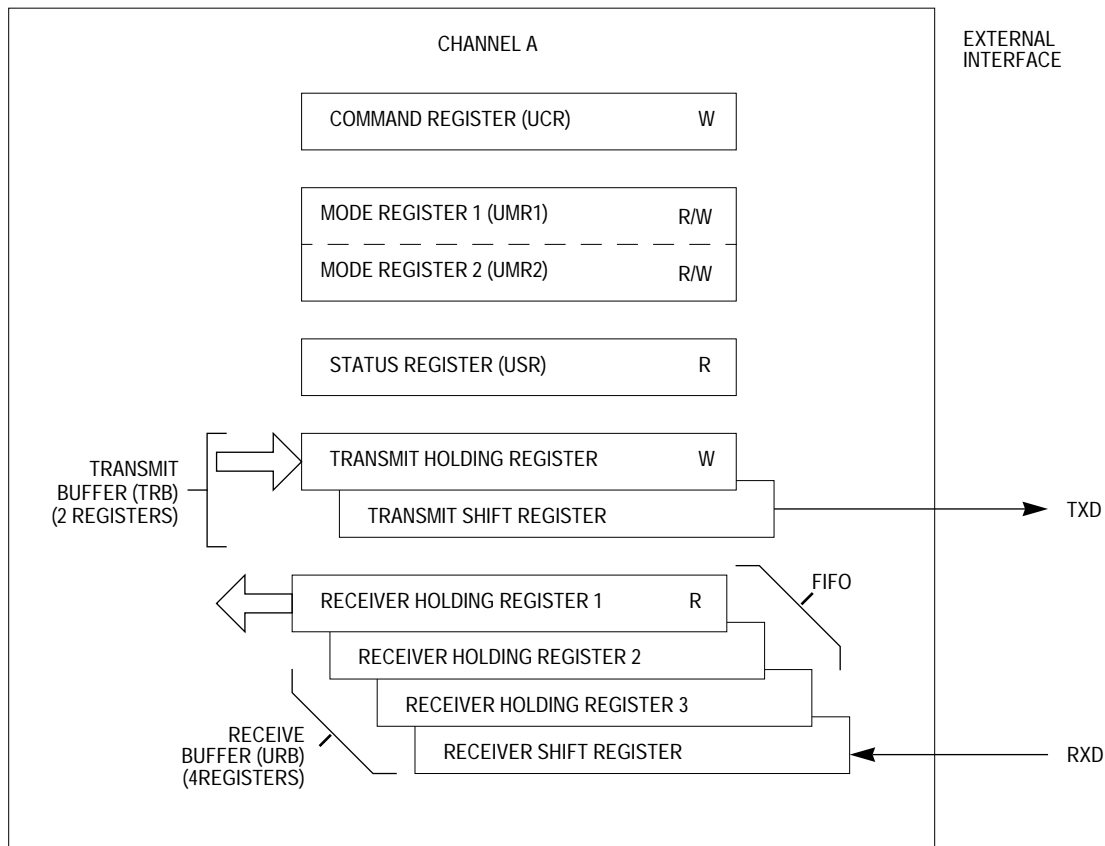 CHANNEL A
EXTERNAL
INTERFACE
COMMAND REGISTER (UCR) W
MODE REGISTER 1 (UMR1) R/W
MODE REGISTER 2 (UMR2) R/W
STATUS REGISTER (USR) R
TRANSMIT
BUFFER (TRB)
(2 REGISTERS)
TRANSMIT HOLDING REGISTER W
TRANSMIT SHIFT REGISTER
TXD
FIFO
RECEIVER HOLDING REGISTER 1 R
RECEIVER HOLDING REGISTER 2
RECEIVER HOLDING REGISTER 3
RECEIVER SHIFT REGISTER
RECEIVE
BUFFER (URB)
(4REGISTERS)
RXD